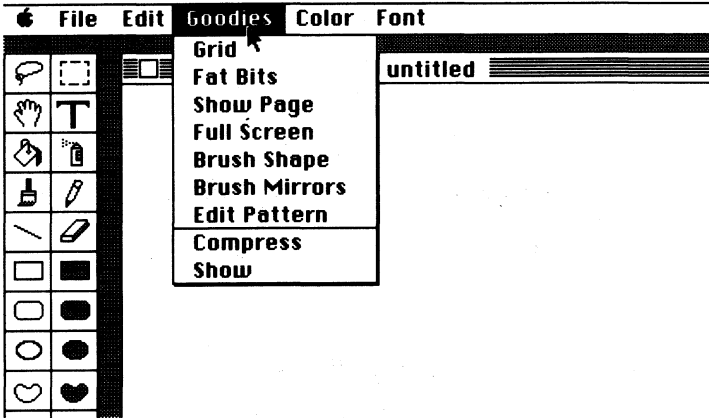 File Edit Goodies Color Font
untitled
Grid
Fat Bits
Show Page
Full Screen
Brush Shape
Brush Mirrors
Edit Pattern
Compress
Show
T